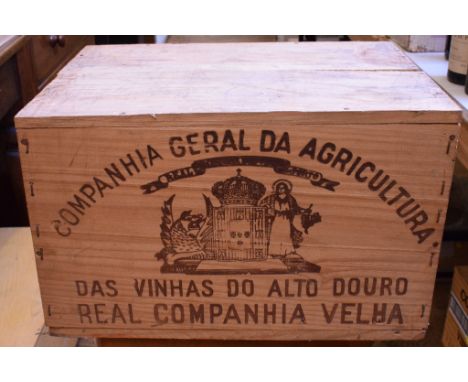 COMPANHIA GERAL DA AGRICULTURA
DAS VINHAS DO ALTO DOURO
REAL COMPANHIA VELHA